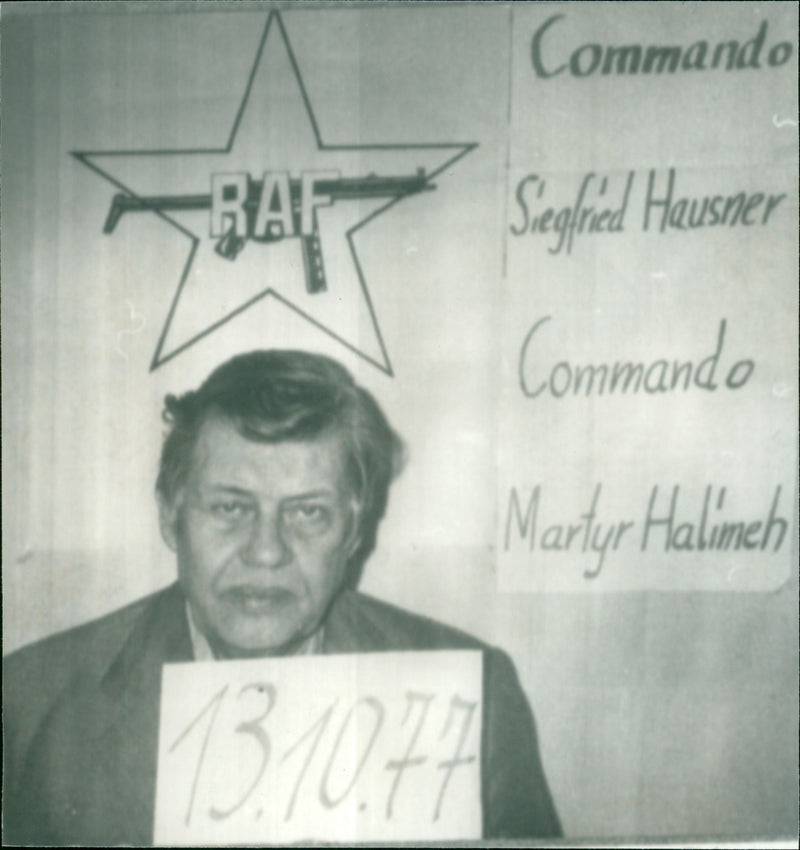 RAF
Commando
Siegfried Hausner
Commando
Martyr Halimeh
13.10.77